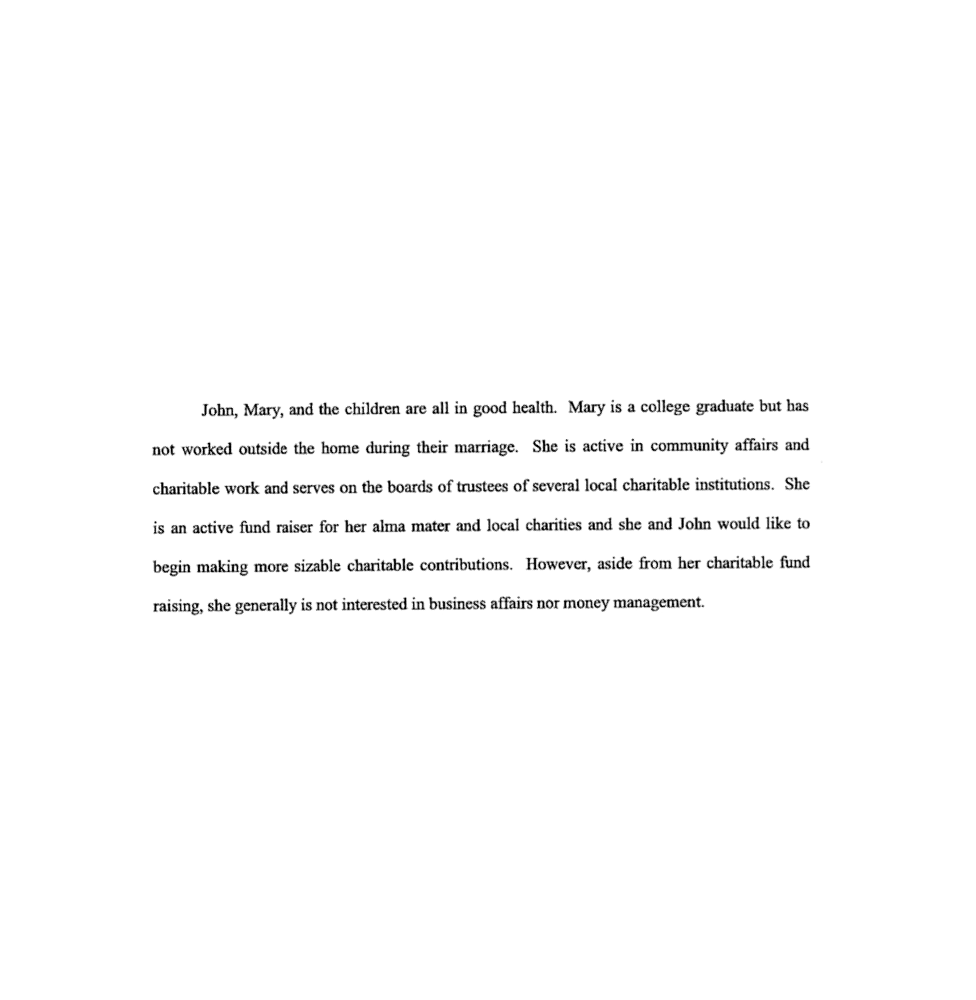 John, Mary, and the children are all in good health. Mary is a college graduate but has
not worked outside the home during their marriage. She is active in community affairs and
charitable work and serves on the boards of trustees of several local charitable institutions. She
is an active fund raiser for her alma mater and local charities and she and John would like to
begin making more sizable charitable contributions. However, aside from her charitable fund
raising, she generally is not interested in business affairs nor money management.